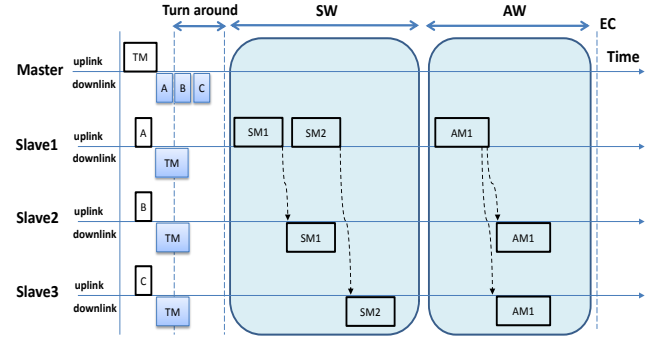 Turn around SW AW EC
Master uplink TM Time
downlink A B C
Slave1 uplink A SM1 SM2 AM1
downlink TM
Slave2 uplink B
downlink TM SM1 AM1
Slave3 uplink C
downlink TM SM2 AM1